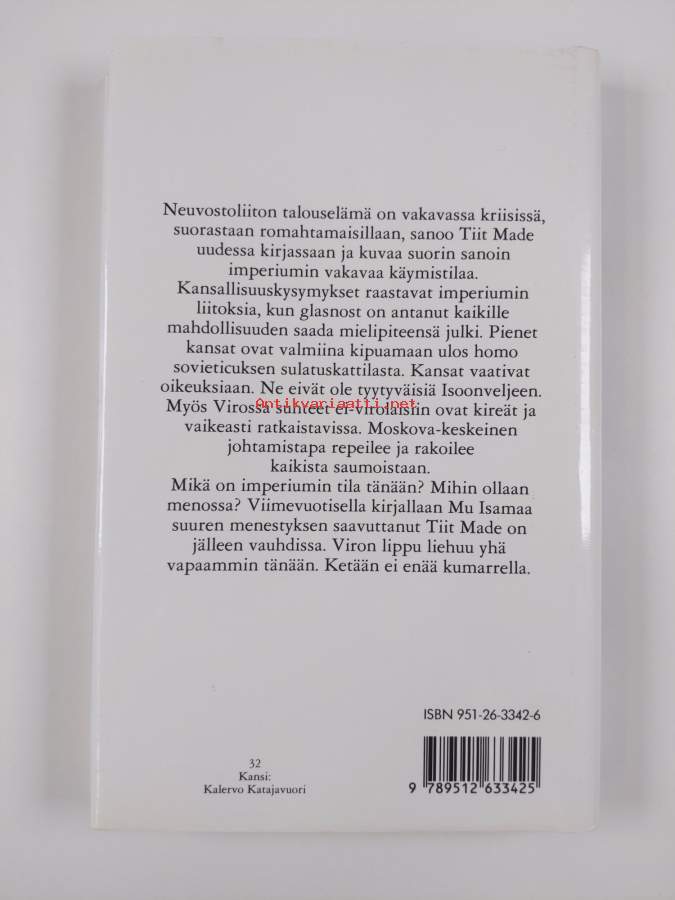 Neuvostoliiton talouselämä on vakavassa kriisissä,
suorastaan romahtamaisillaan, sanoo Tiit Made
uudessa kirjassaan ja kuvaa suorin sanoin
imperiumin vakavaa käymistilaa.
Kansallisuuskysymykset raastavat imperiumin
liitoksia, kun glasnost on antanut kaikille
mahdollisuuden saada mielipiteensä julki. Pienet
kansat ovat valmiina kipuamaan ulos homo
sovieticuksen sulatuskattilasta. Kansat vaativat
oikeuksiaan. Ne eivät ole tyytyväisiä Isoonveljeen.
Antikvariaatti.net
Myös Virossa suhteet ei-virolaisiin ovat kireät ja
vaikeasti ratkaistavissa. Moskova-keskeinen
johtamistapa repeilee ja rakoilee
kaikista saumoistaan.
Mikä on imperiumin tila tänään? Mihin ollaan
menossa? Viimevuotisella kirjallaan Mu Isamaa
suuren menestyksen saavuttanut Tiit Made on
jälleen vauhdissa. Viron lippu liehuu yhä
vapaammin tänään. Ketään ei enää kumarrella.
ISBN 951-26-3342-6
32
Kansi:
Kalervo Katajavuori
9 789512 633425